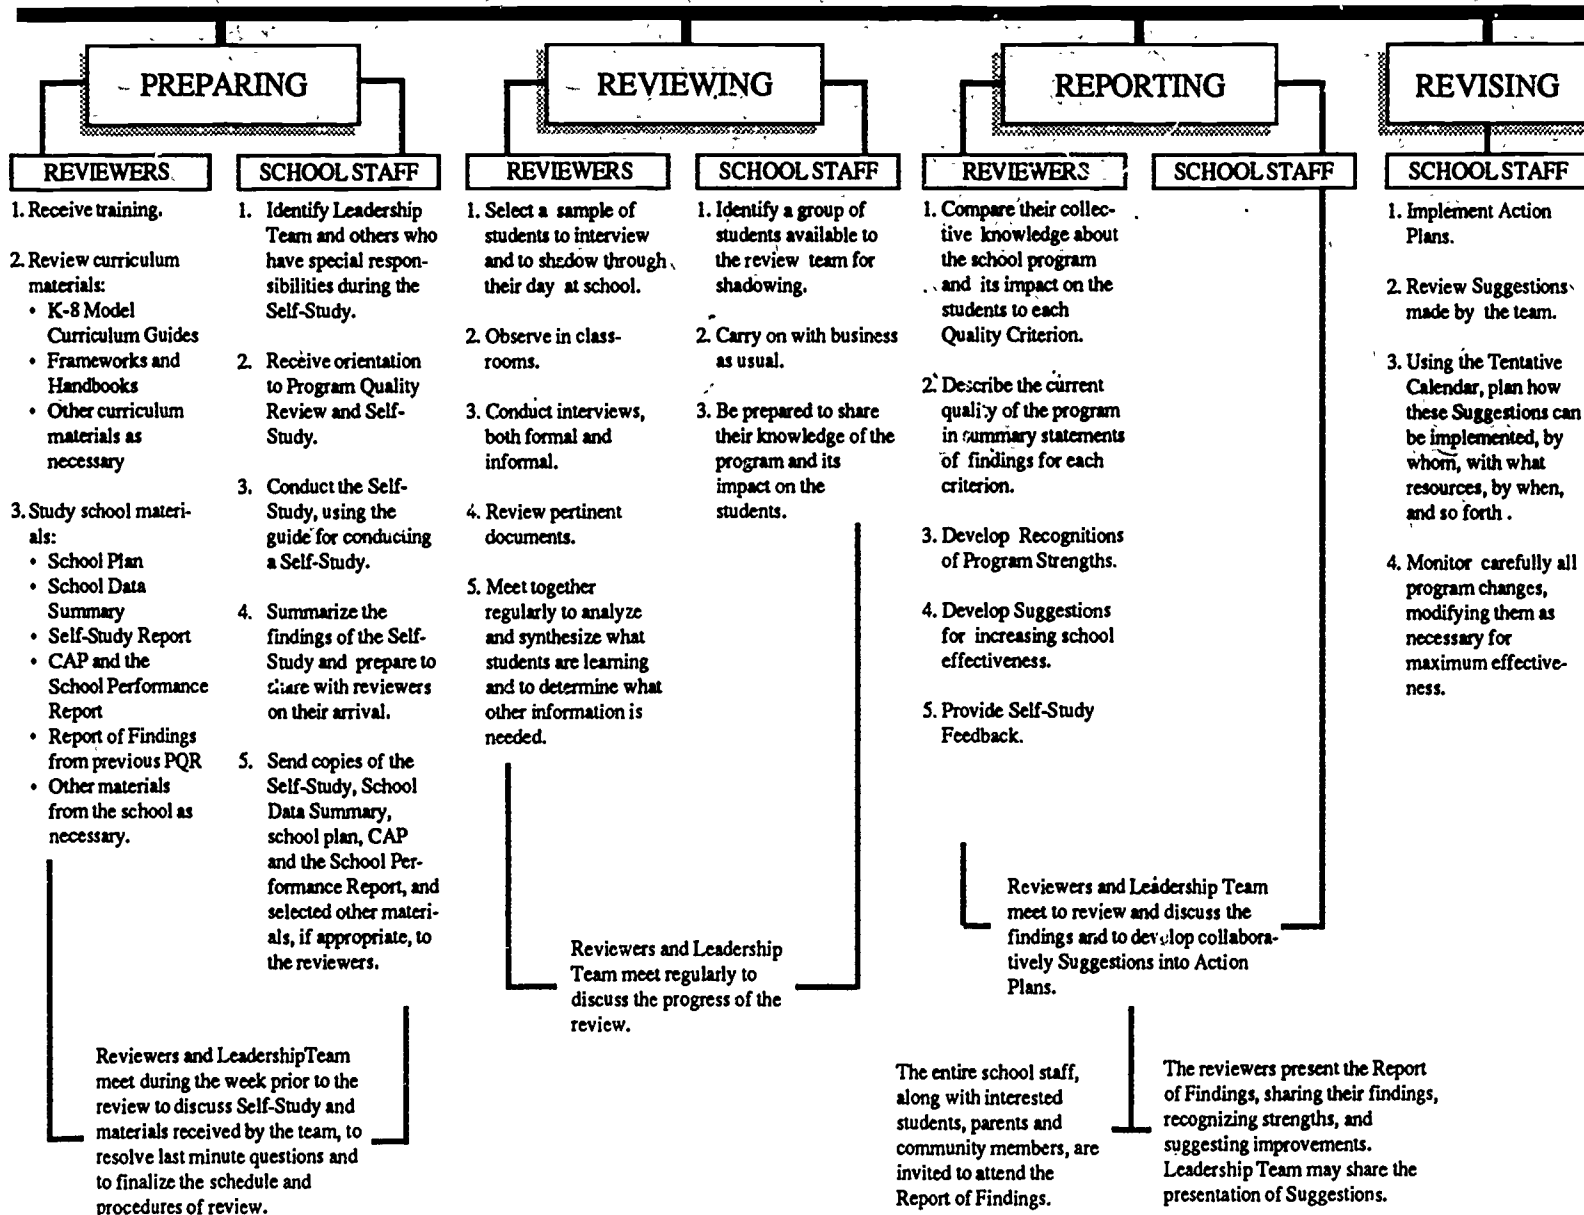 PREPARING
REVIEWERS
1. Receive training.
2. Review curriculum
materials:
• K-8 Model
Curriculum Guides
• Frameworks and
Handbooks
• Other curriculum
materials as
necessary
3. Study school materi-
als:
• School Plan
• School Data
Summary
• Self-Study Report
• CAP and the
School Performance
Report
• Report of Findings
from previous PQR
• Other materials
from the school as
necessary.
SCHOOL STAFF
1. Identify Leadership
Team and others who
have special respon-
sibilities during the
Self-Study.
2. Receive orientation
to Program Quality
Review and Self-
Study.
3. Conduct the Self-
Study, using the
guide for conducting
a Self-Study.
4. Summarize the
findings of the Self-
Study and prepare to
share with reviewers
on their arrival.
5. Send copies of the
Self-Study, School
Data Summary,
school plan, CAP
and the School Per-
formance Report, and
selected other materi-
als, if appropriate, to
the reviewers.
Reviewers and LeadershipTeam
meet during the week prior to the
review to discuss Self-Study and
materials received by the team, to
resolve last minute questions and
to finalize the schedule and
procedures of review.
REVIEWING
REVIEWERS
1. Select a sample of
students to interview
and to shadow through
their day at school.
2. Observe in class-
rooms.
3. Conduct interviews,
both formal and
informal.
4. Review pertinent
documents.
5. Meet together
regularly to analyze
and synthesize what
students are learning
and to determine what
other information is
needed.
SCHOOL STAFF
1. Identify a group of
students available to
the review team for
shadowing.
2. Carry on with business
as usual.
3. Be prepared to share
their knowledge of the
program and its
impact on the
students.
Reviewers and Leadership
Team meet regularly to
discuss the progress of the
review.
REPORTING
REVIEWERS
1. Compare their collec-
tive knowledge about
the school program
and its impact on the
students to each
Quality Criterion.
2. Describe the current
quality of the program
in summary statements
of findings for each
criterion.
3. Develop Recognitions
of Program Strengths.
4. Develop Suggestions
for increasing school
effectiveness.
5. Provide Self-Study
Feedback.
SCHOOL STAFF
Reviewers and Leadership Team
meet to review and discuss the
findings and to develop collabora-
tively Suggestions into Action
Plans.
The entire school staff,
along with interested
students, parents and
community members, are
invited to attend the
Report of Findings.
The reviewers present the Report
of Findings, sharing their findings,
recognizing strengths, and
suggesting improvements.
Leadership Team may share the
presentation of Suggestions.
REVISING
SCHOOL STAFF
1. Implement Action
Plans.
2. Review Suggestions
made by the team.
3. Using the Tentative
Calendar, plan how
these Suggestions can
be implemented, by
whom, with what
resources, by when,
and so forth .
4. Monitor carefully all
program changes,
modifying them as
necessary for
maximum effective-
ness.